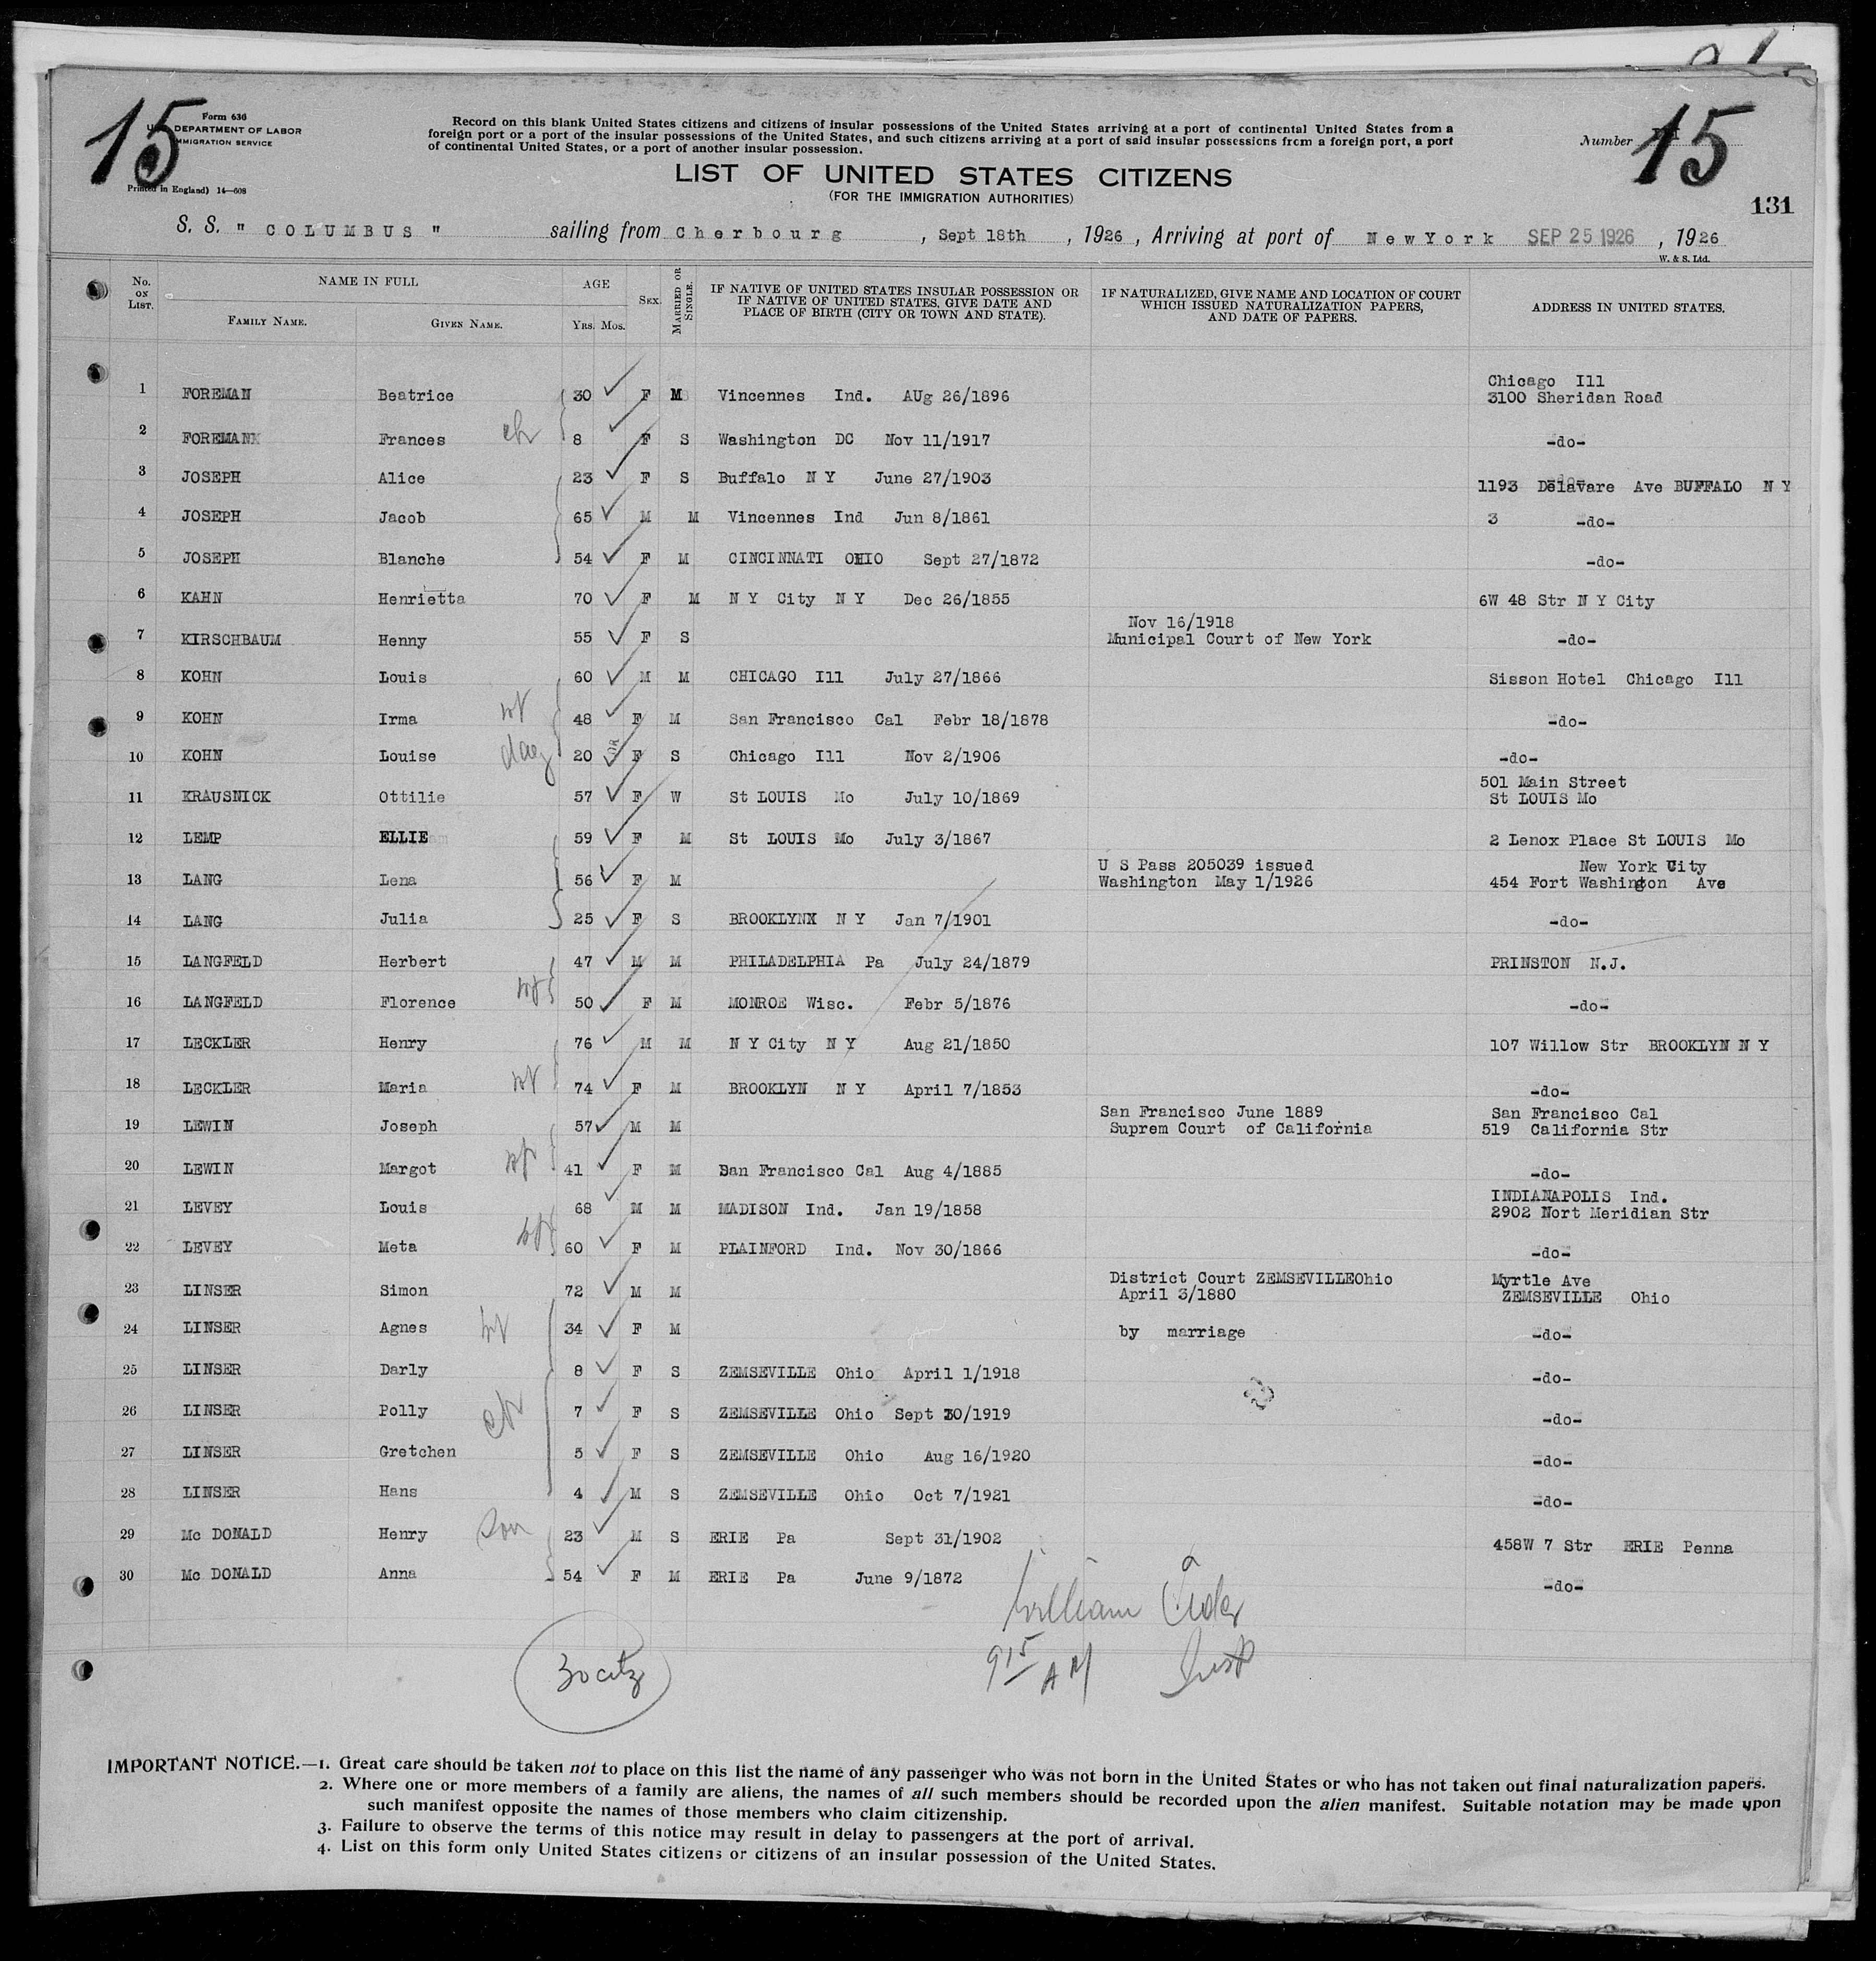 15
Form 636
DEPARTMENT OF LABOR
IMMIGRATION SERVICE
Printed in England) 14—608
Record on this blank United States citizens and citizens of insular possessions of the United States arriving at a port of continental United States from a
foreign port or a port of the insular possessions of the United States, and such citizens arriving at a port of said insular possessions from a foreign port, a port
of continental United States, or a port of another insular possession.
LIST OF UNITED STATES CITIZENS
(FOR THE IMMIGRATION AUTHORITIES)
Number 15
131
S. S. " COLUMBUS " sailing from Cherbourg , Sept 18th , 1926 , Arriving at port of NewYork SEP 25 1926 , 1926
W. & S. Ltd.
No. ON LIST. NAME IN FULL FAMILY NAME. GIVEN NAME. AGE YRS. MOS. SEX. MARRIED OR SINGLE. IF NATIVE OF UNITED STATES INSULAR POSSESSION OR IF NATIVE OF UNITED STATES, GIVE DATE AND PLACE OF BIRTH (CITY OR TOWN AND STATE). IF NATURALIZED, GIVE NAME AND LOCATION OF COURT WHICH ISSUED NATURALIZATION PAPERS, AND DATE OF PAPERS. ADDRESS IN UNITED STATES.
1 FOREMAN Beatrice 30 F M Vincennes Ind. AUg 26/1896 Chicago Ill 3100 Sheridan Road
2 FOREMAN Frances ch 8 F S Washington DC Nov 11/1917 -do-
3 JOSEPH Alice 23 F S Buffalo N Y June 27/1903 1193 Delavare Ave BUFFALO N Y
4 JOSEPH Jacob 65 M M Vincennes Ind Jun 8/1861 3 -do-
5 JOSEPH Blanche 54 F M CINCINNATI OHIO Sept 27/1872 -do-
6 KAHN Henrietta 70 F M N Y City N Y Dec 26/1855 6W 48 Str N Y City
7 KIRSCHBAUM Henny 55 F S Nov 16/1918 Municipal Court of New York -do-
8 KOHN Louis 60 M M CHICAGO Ill July 27/1866 Sisson Hotel Chicago Ill
9 KOHN Irma wf 48 F M San Francisco Cal Febr 18/1878 -do-
10 KOHN Louise dag 20 F S Chicago Ill Nov 2/1906 -do-
11 KRAUSNICK Ottilie 57 F W St LOUIS Mo July 10/1869 501 Main Street St LOUIS Mo
12 LEMP ELLIE 59 F M St LOUIS Mo July 3/1867 2 Lenox Place St LOUIS Mo
13 LANG Lena 56 F M U S Pass 205039 issued Washington May 1/1926 New York City 454 Fort Washington Ave
14 LANG Julia 25 F S BROOKLYNX N Y Jan 7/1901 -do-
15 LANGFELD Herbert 47 M M PHILADELPHIA Pa July 24/1879 PRINSTON N.J.
16 LANGFELD Florence wf 50 F M MONROE Wisc. Febr 5/1876 -do-
17 LECKLER Henry 76 M M N Y City N Y Aug 21/1850 107 Willow Str BROOKLYN N Y
18 LECKLER Maria wf 74 F M BROOKLYN N Y April 7/1853 -do-
19 LEWIN Joseph 57 M M San Francisco June 1889 Suprem Court of California San Francisco Cal 519 California Str
20 LEWIN Margot wf 41 F M San Francisco Cal Aug 4/1885 -do-
21 LEVEY Louis 68 M M MADISON Ind. Jan 19/1858 INDIANAPOLIS Ind. 2902 Nort Meridian Str
22 LEVEY Meta wf 60 F M PLAINFORD Ind. Nov 30/1866 -do-
23 LINSER Simon 72 M M District Court ZEMSEVILLEOhio April 3/1880 Myrtle Ave ZEMSEVILLE Ohio
24 LINSER Agnes wf 34 F M by marriage -do-
25 LINSER Darly 8 F S ZEMSEVILLE Ohio April 1/1918 -do-
26 LINSER Polly ch 7 F S ZEMSEVILLE Ohio Sept 30/1919 -do-
27 LINSER Gretchen 5 F S ZEMSEVILLE Ohio Aug 16/1920 -do-
28 LINSER Hans 4 M S ZEMSEVILLE Ohio Oct 7/1921 -do-
29 Mc DONALD Henry son 23 M S ERIE Pa Sept 31/1902 458W 7 Str ERIE Penna
30 Mc DONALD Anna 54 F M ERIE Pa June 9/1872 -do-
William
30 citz
9 15 AM Insp
IMPORTANT NOTICE.—1. Great care should be taken not to place on this list the name of any passenger who was not born in the United States or who has not taken out final naturalization papers.
2. Where one or more members of a family are aliens, the names of all such members should be recorded upon the alien manifest. Suitable notation may be made upon
such manifest opposite the names of those members who claim citizenship.
3. Failure to observe the terms of this notice may result in delay to passengers at the port of arrival.
4. List on this form only United States citizens or citizens of an insular possession of the United States.